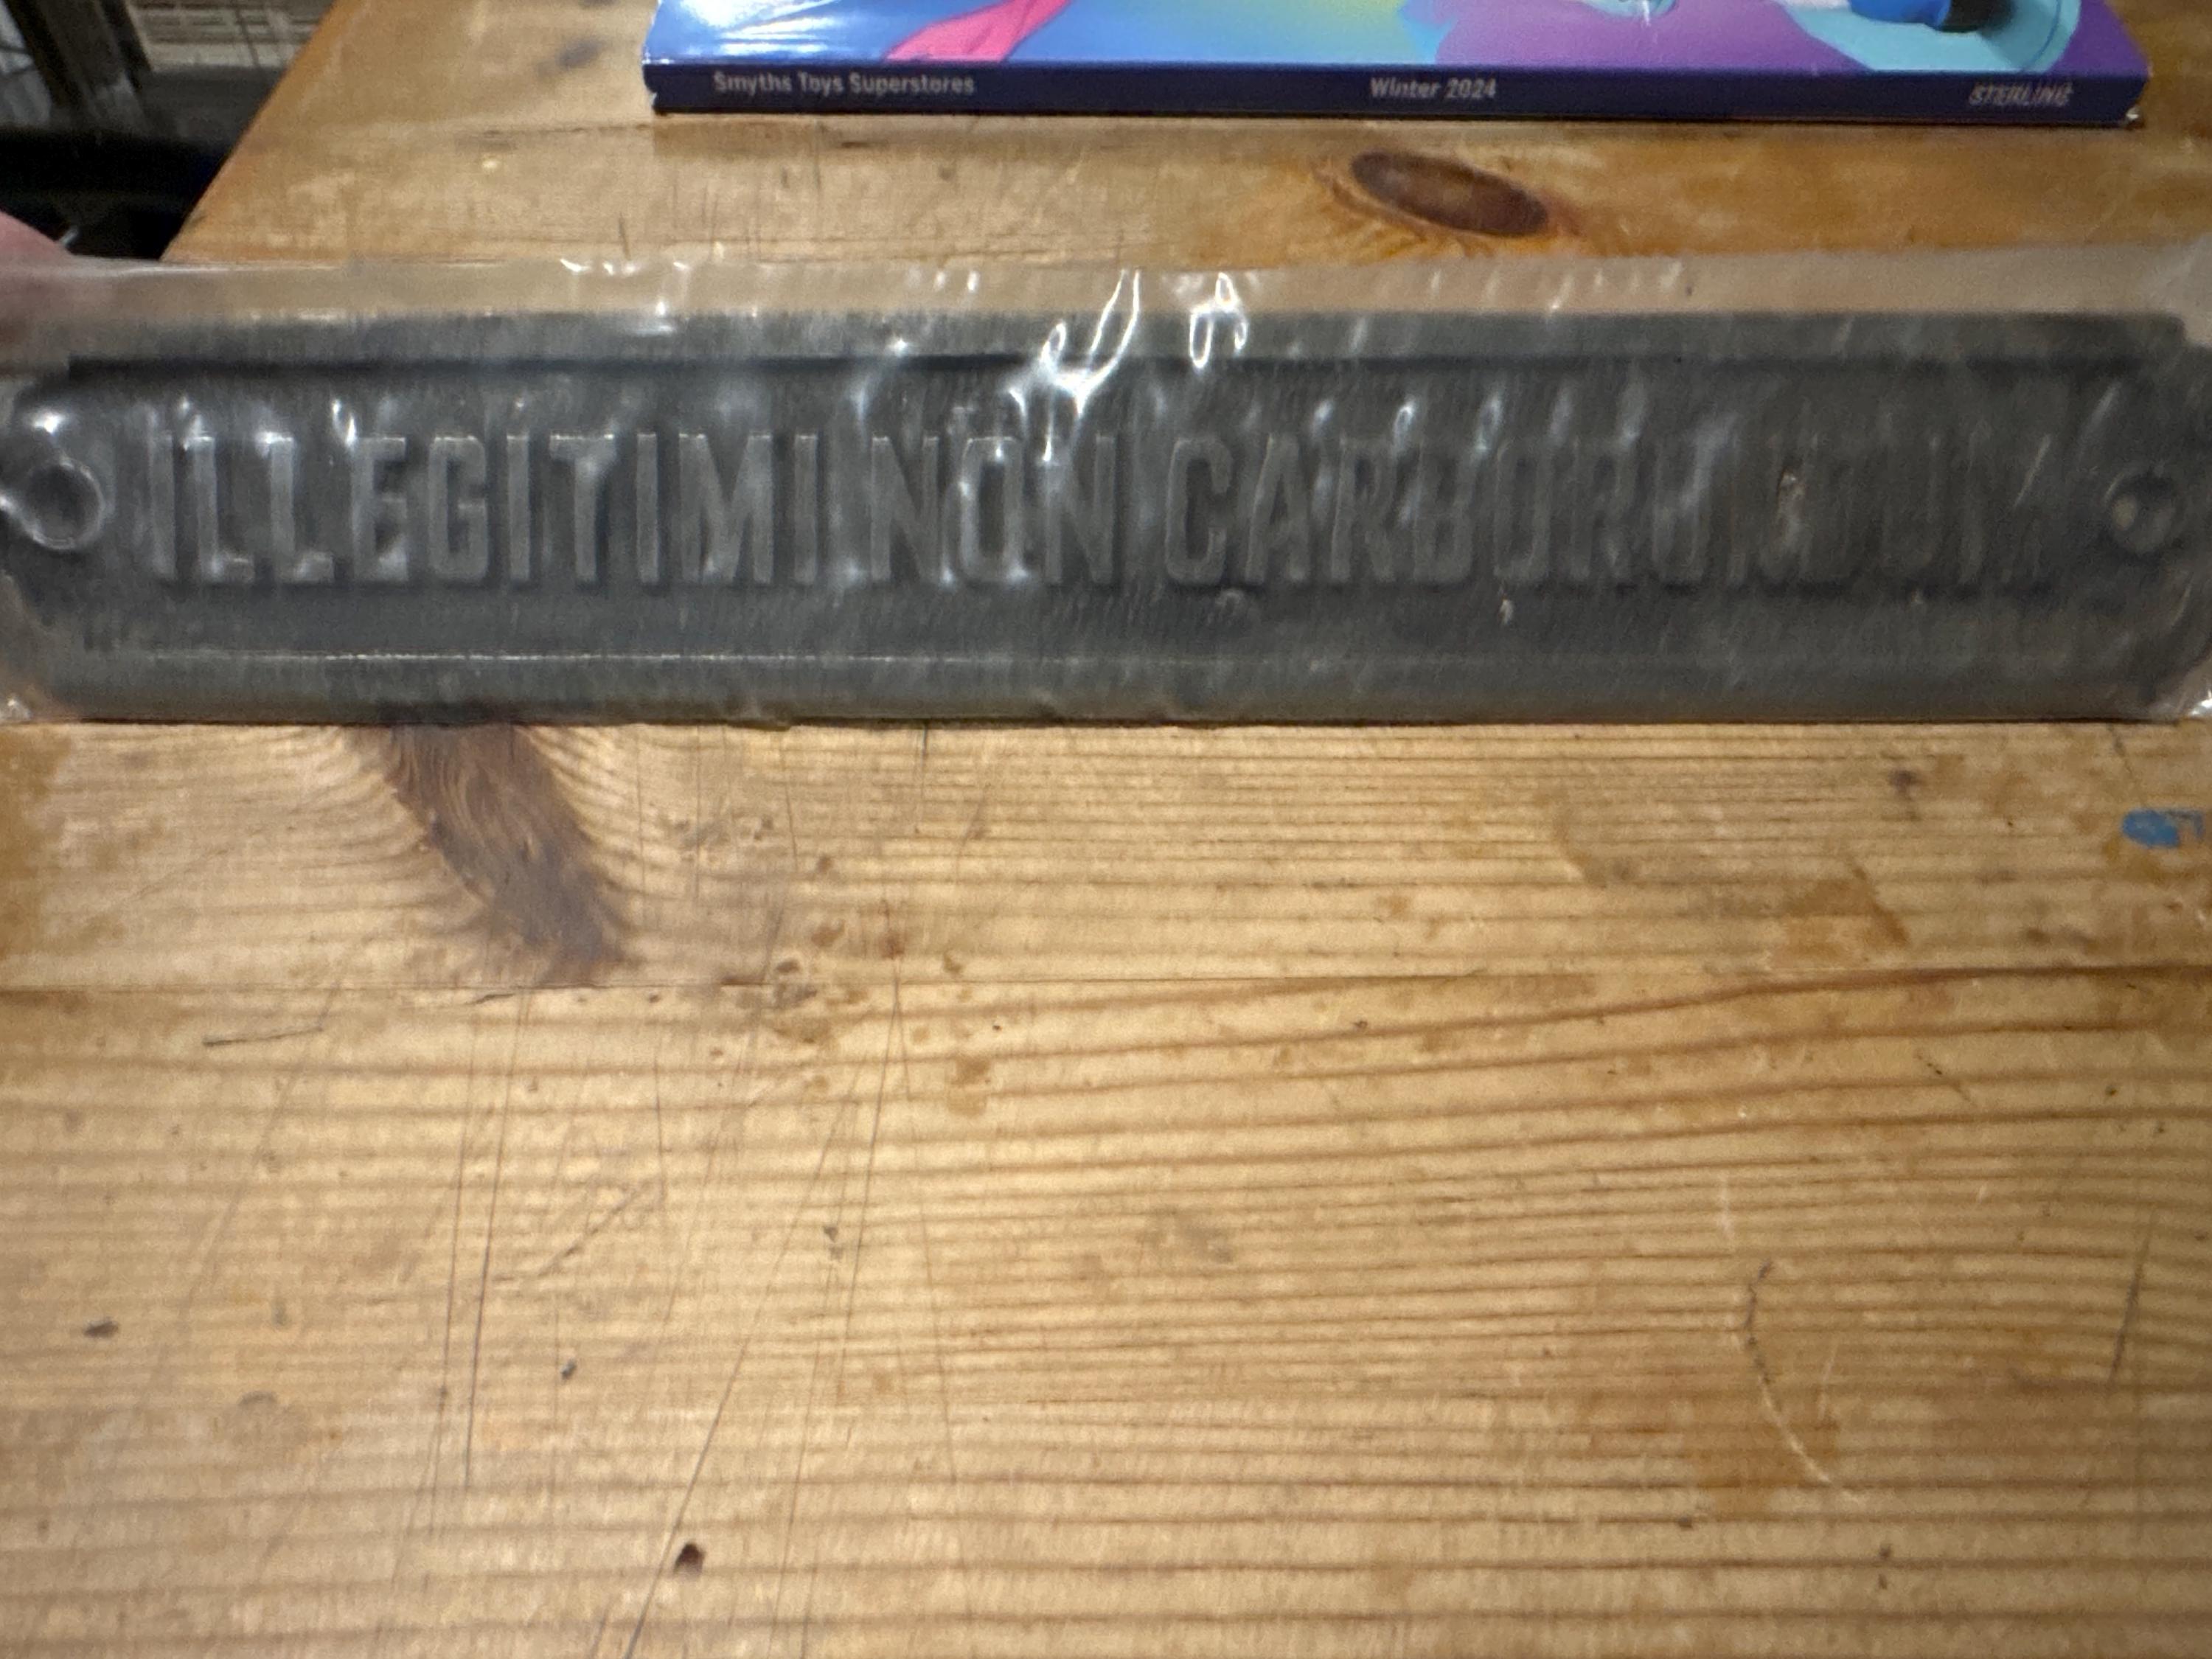 Smyths Toys Superstores Winter 2024 STERLING
ILLEGITIMI NON CARBORUNDUM